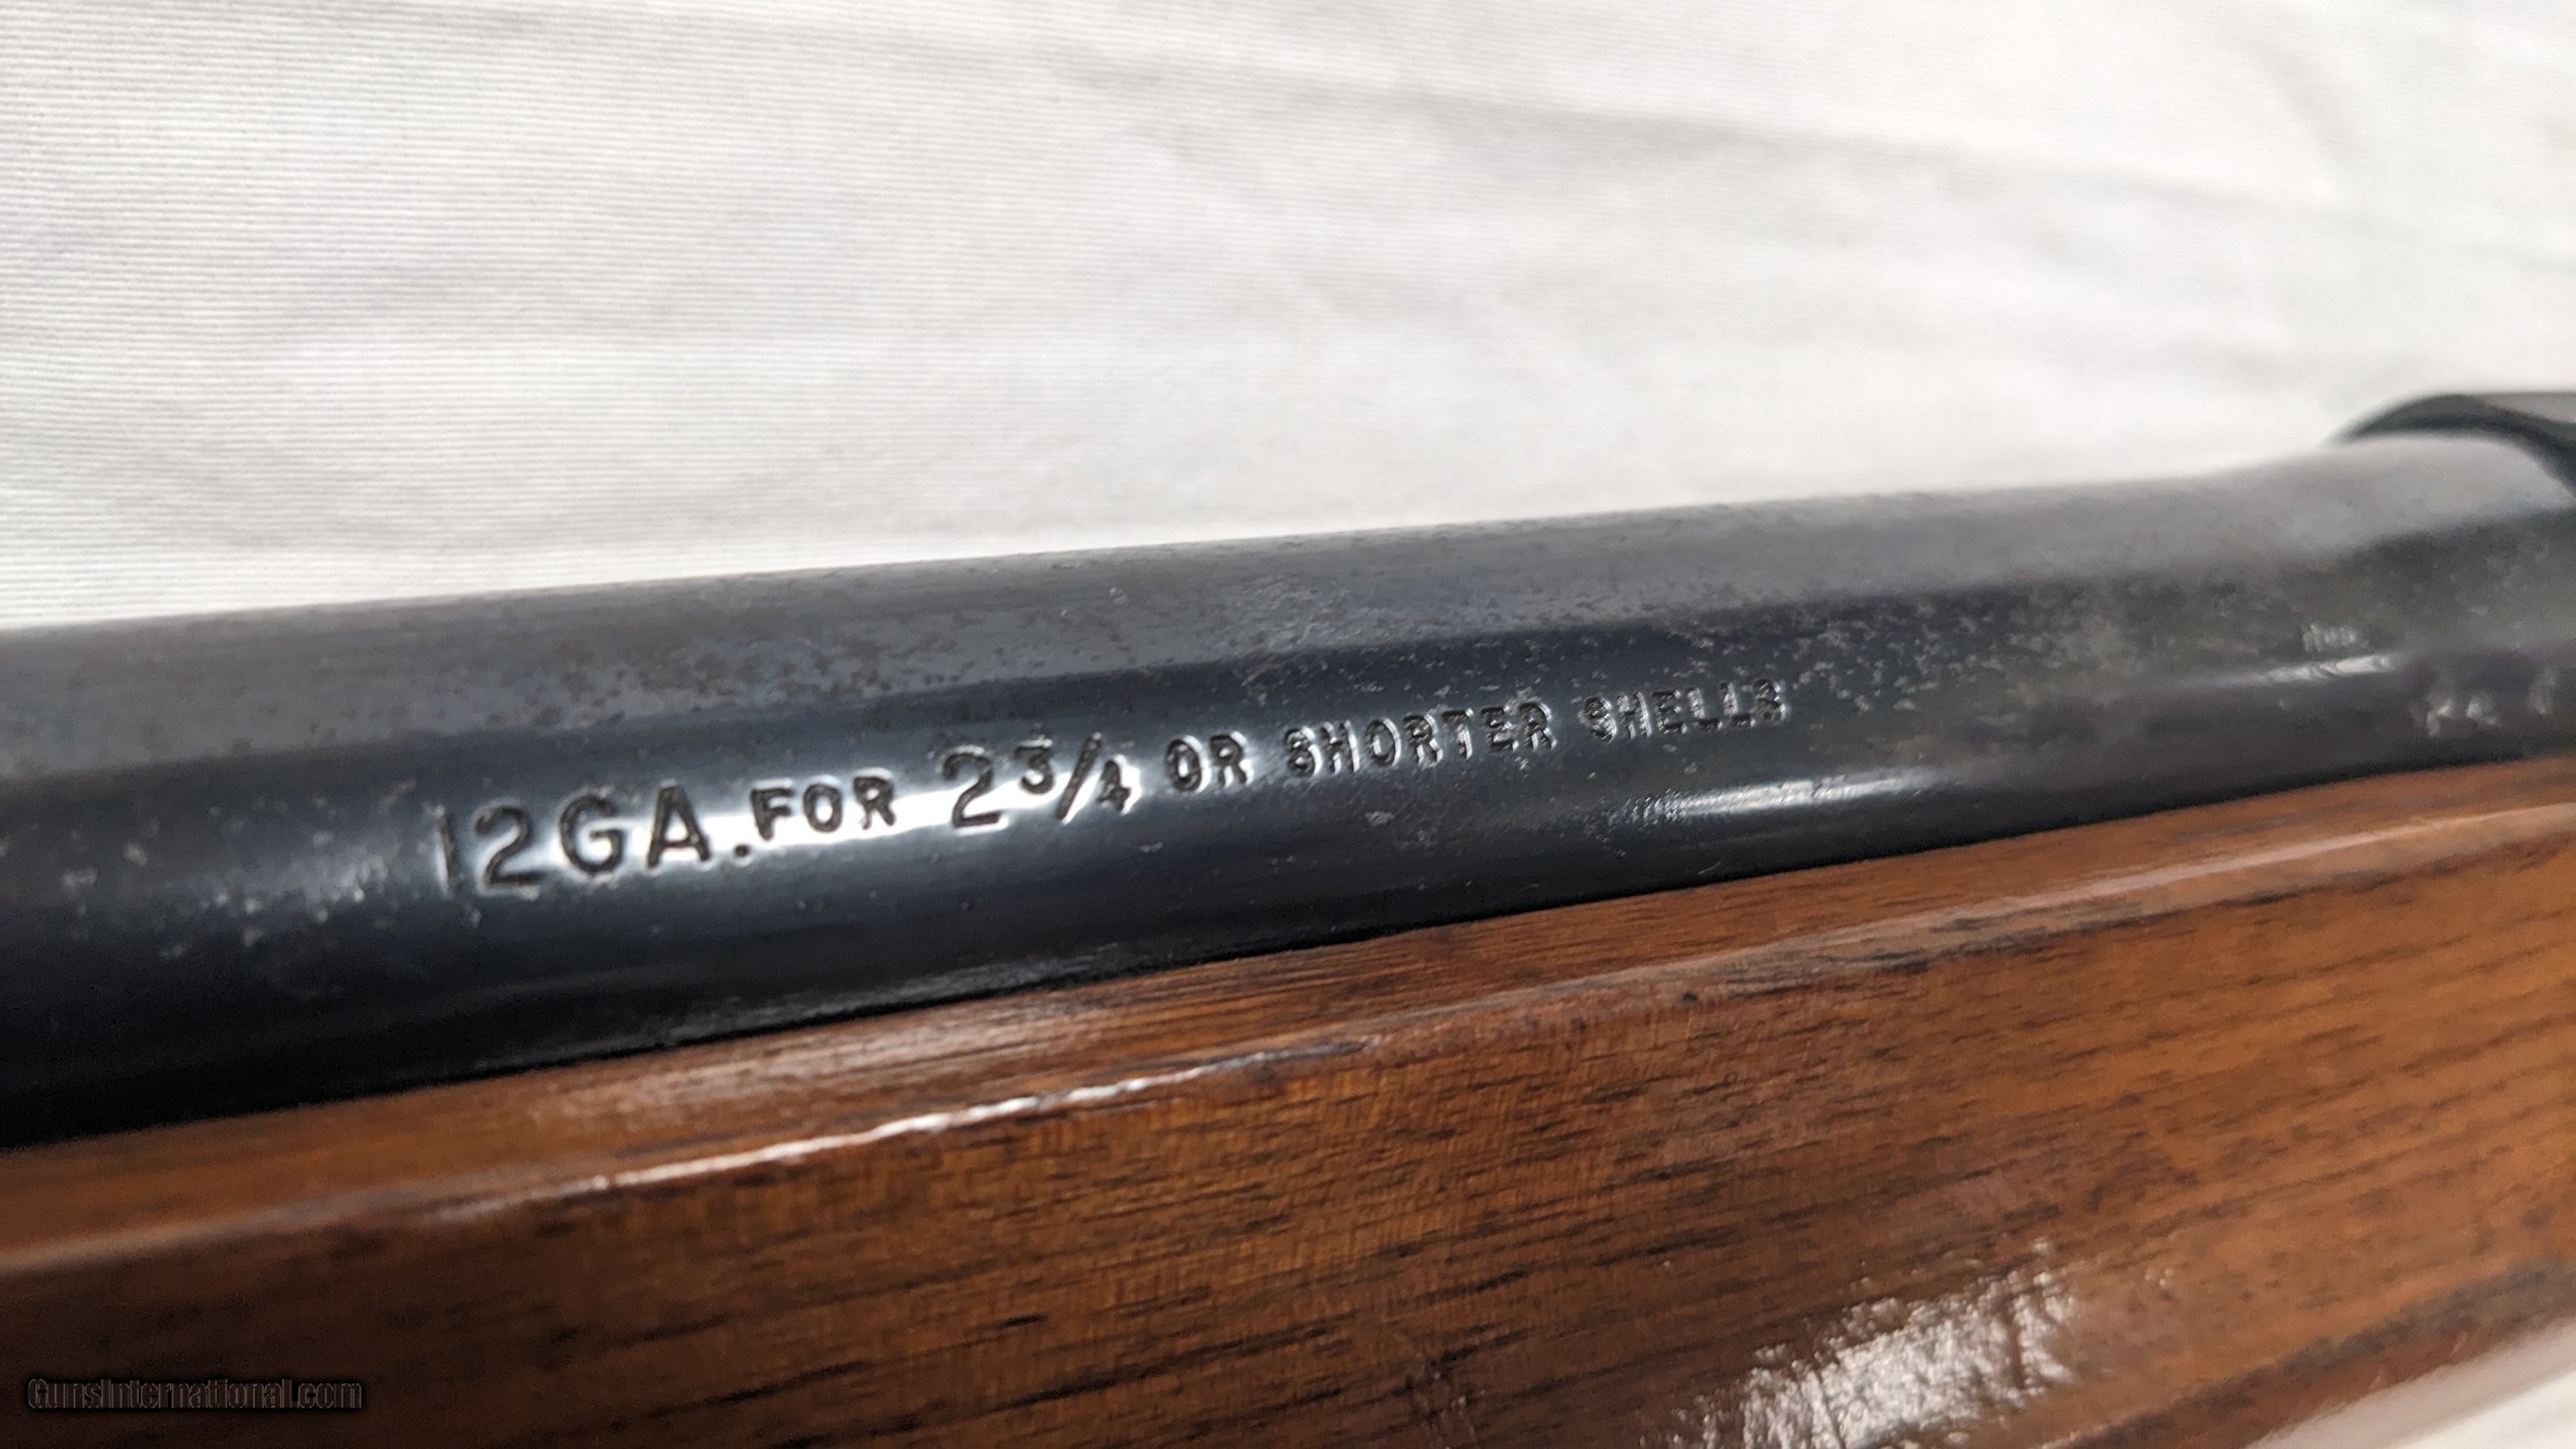 12GA. FOR 2 3/4 OR SHORTER SHELLS
GunsInternational.com